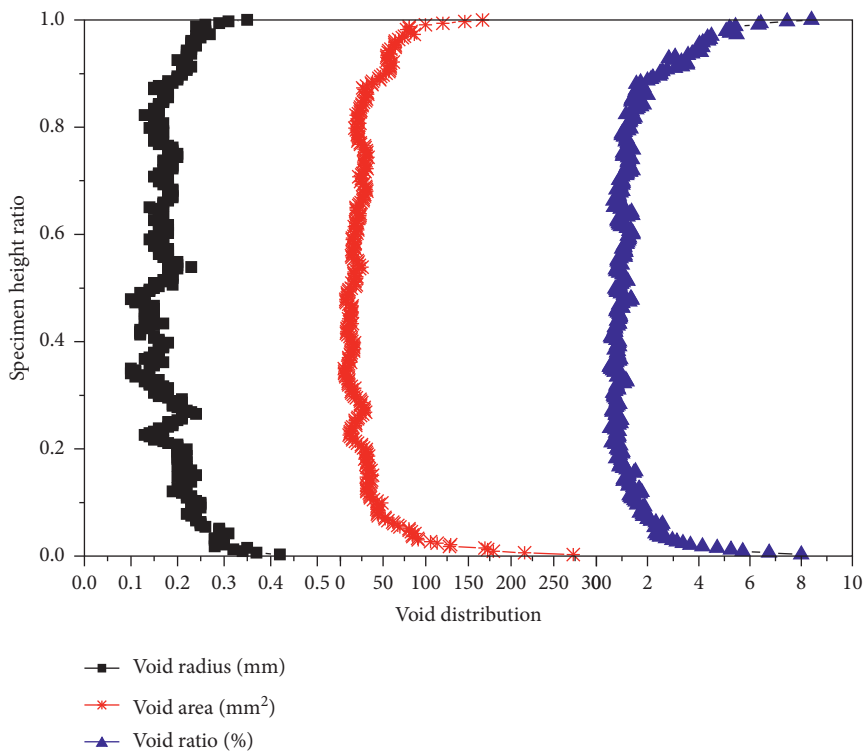 1.0
0.8
0.6
0.4
0.2
0.0
Specimen height ratio
0.0 0.1 0.2 0.3 0.4 0.5 0 50 100 150 200 250 300 2 4 6 8 10
Void distribution
Void radius (mm)
Void area (mm²)
Void ratio (%)